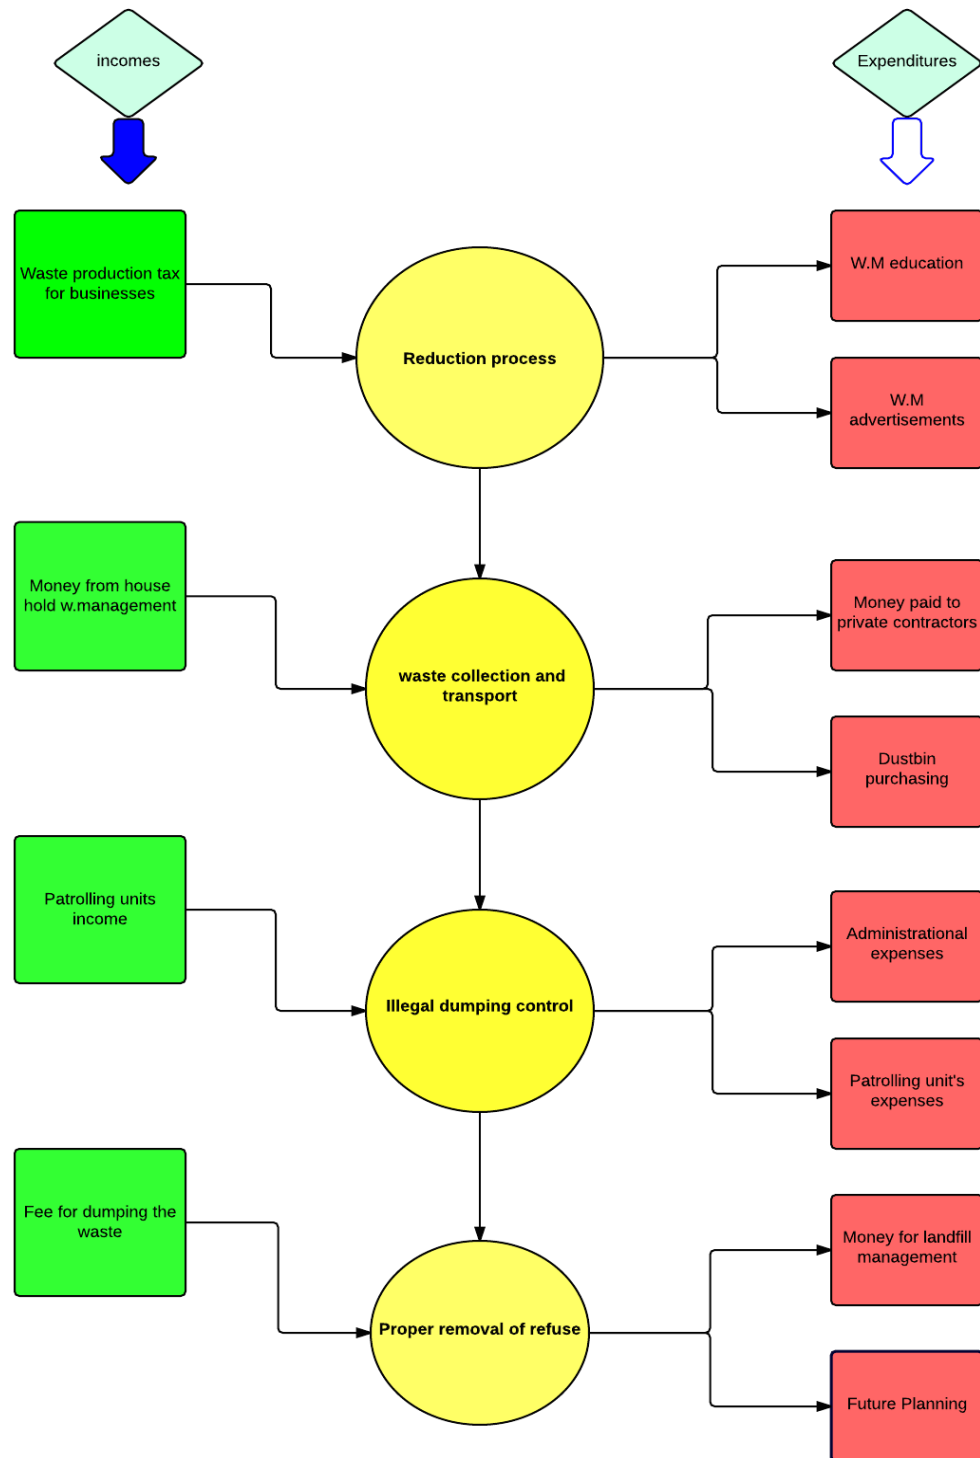 incomes
Expenditures
Waste production tax
for businesses
Reduction process
W.M education
W.M
advertisements
Money from house
hold w.management
waste collection and
transport
Money paid to
private contractors
Dustbin
purchasing
Patrolling units
income
Illegal dumping control
Administrational
expenses
Patrolling unit's
expenses
Fee for dumping the
waste
Proper removal of refuse
Money for landfill
management
Future Planning